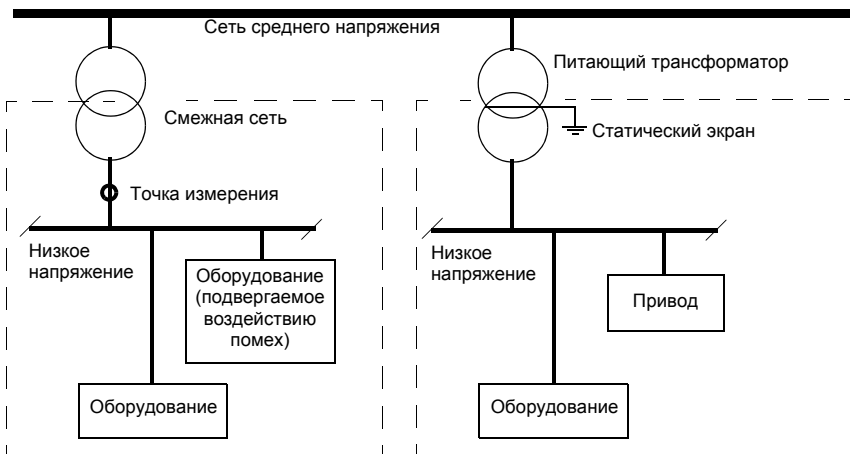 Сеть среднего напряжения
Питающий трансформатор
Смежная сеть
Статический экран
Точка измерения
Низкое
напряжение
Оборудование
(подвергаемое
воздействию
помех)
Оборудование
Низкое
напряжение
Привод
Оборудование